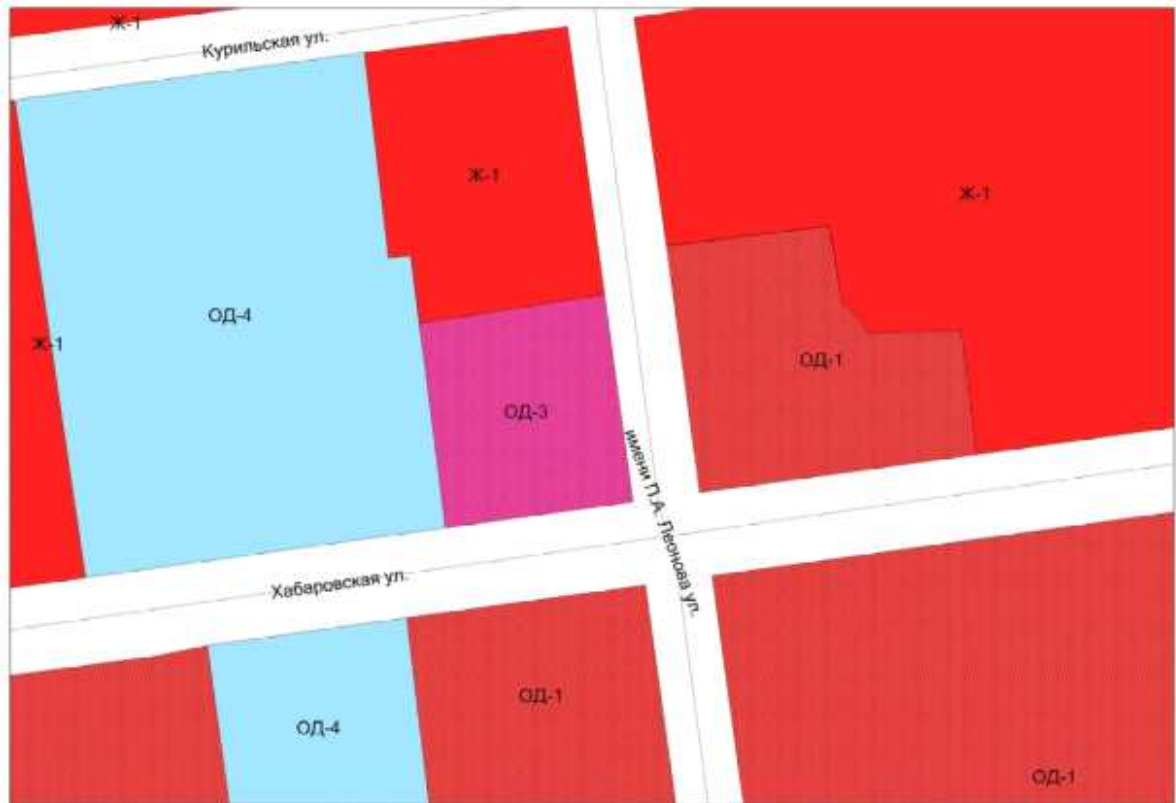 Ж-1
Курильская ул.
Ж-1
Ж-1
ОД-4
Ж-1
ОД-1
ОД-3
имени П.А. Леонова ул.
Хабаровская ул.
ОД-1
ОД-4
ОД-1